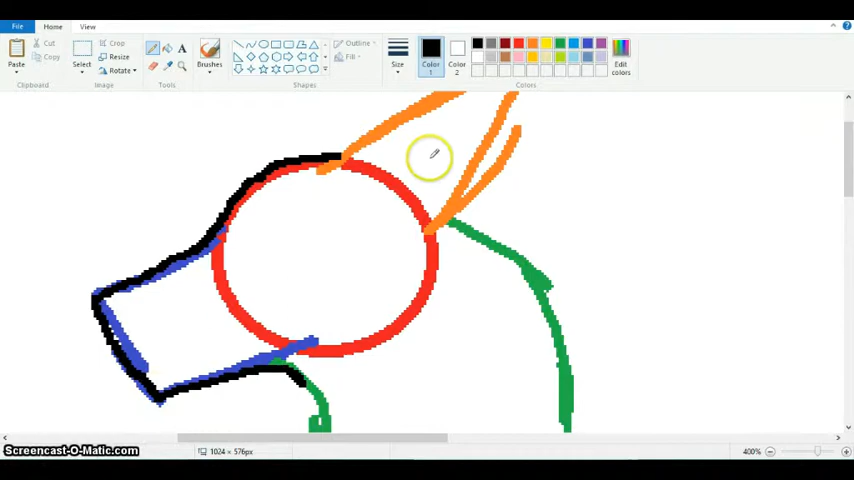 File Home View
Paste Cut Copy
Select Crop Resize Rotate
A
Brushes
Outline Fill
Size
Color 1 Color 2
Edit colors
Clipboard Image Tools Shapes Colors
Screencast-O-Matic.com 1024 × 576px 400%